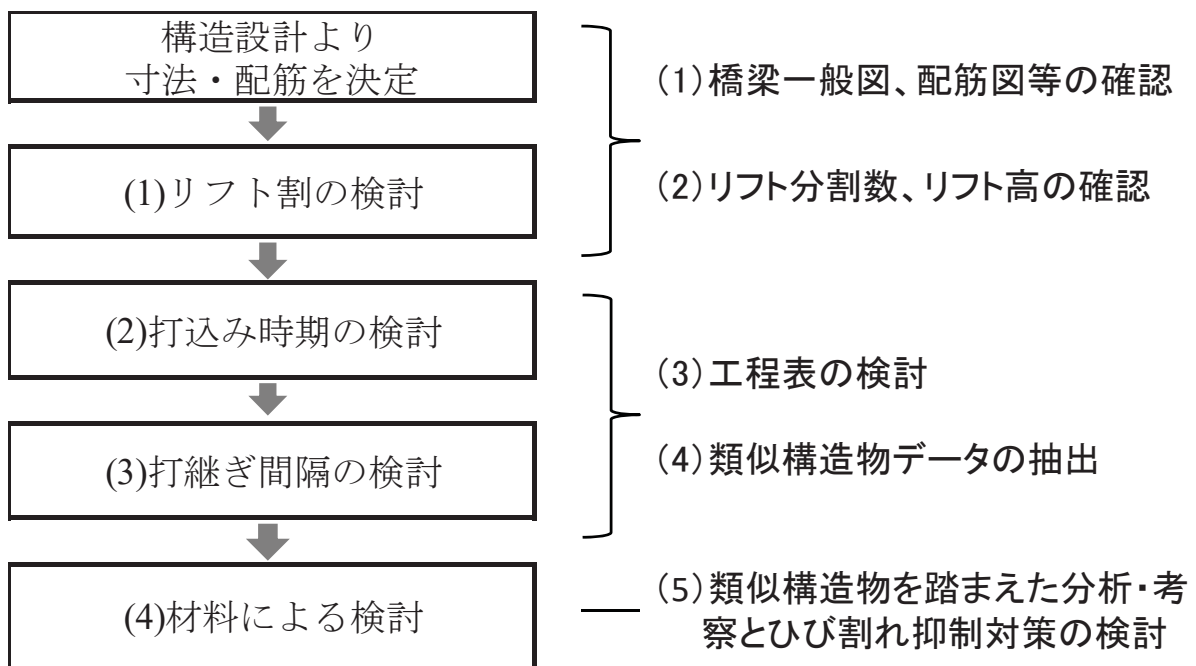 構造設計より
寸法・配筋を決定
(1)リフト割の検討
(2)打込み時期の検討
(3)打継ぎ間隔の検討
(4)材料による検討
(1)橋梁一般図、配筋図等の確認
(2)リフト分割数、リフト高の確認
(3)工程表の検討
(4)類似構造物データの抽出
(5)類似構造物を踏まえた分析・考
察とひび割れ抑制対策の検討